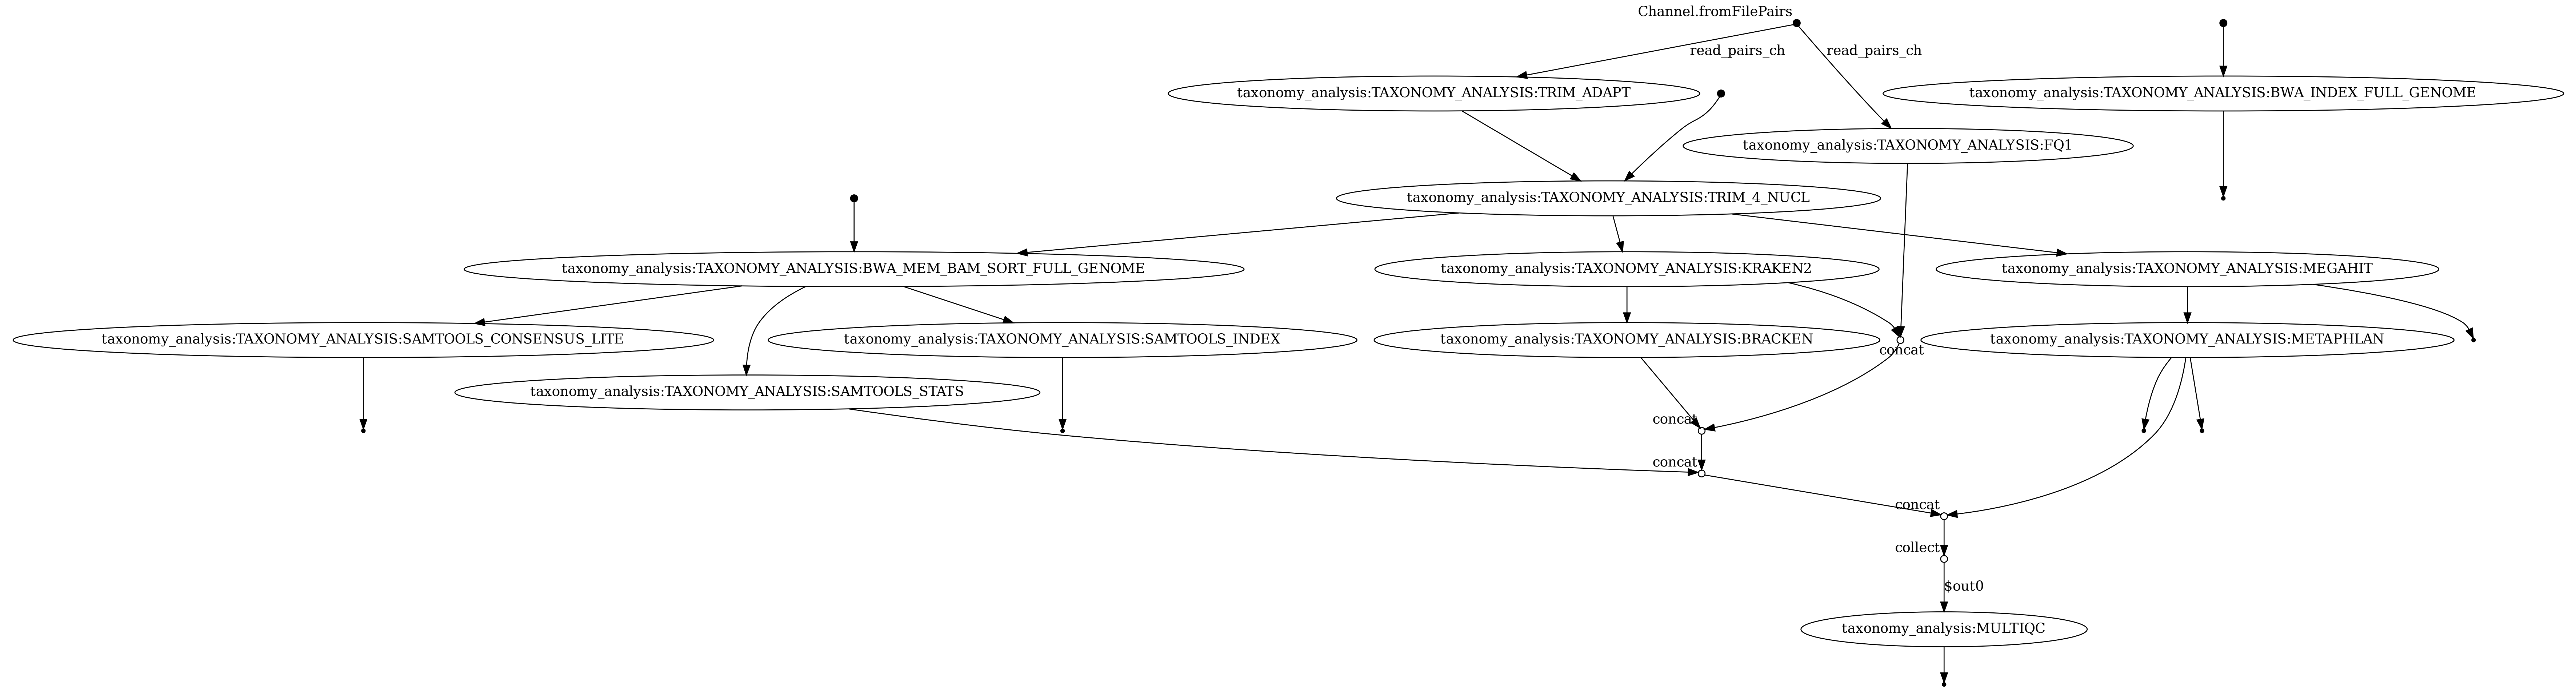 Channel.fromFilePairs
read_pairs_ch
read_pairs_ch
taxonomy_analysis:TAXONOMY_ANALYSIS:TRIM_ADAPT
taxonomy_analysis:TAXONOMY_ANALYSIS:BWA_INDEX_FULL_GENOME
taxonomy_analysis:TAXONOMY_ANALYSIS:FQ1
taxonomy_analysis:TAXONOMY_ANALYSIS:TRIM_4_NUCL
taxonomy_analysis:TAXONOMY_ANALYSIS:BWA_MEM_BAM_SORT_FULL_GENOME
taxonomy_analysis:TAXONOMY_ANALYSIS:KRAKEN2
taxonomy_analysis:TAXONOMY_ANALYSIS:MEGAHIT
taxonomy_analysis:TAXONOMY_ANALYSIS:SAMTOOLS_CONSENSUS_LITE
taxonomy_analysis:TAXONOMY_ANALYSIS:SAMTOOLS_INDEX
taxonomy_analysis:TAXONOMY_ANALYSIS:BRACKEN
concat
taxonomy_analysis:TAXONOMY_ANALYSIS:METAPHLAN
taxonomy_analysis:TAXONOMY_ANALYSIS:SAMTOOLS_STATS
concat
concat
concat
collect
$out0
taxonomy_analysis:MULTIQC